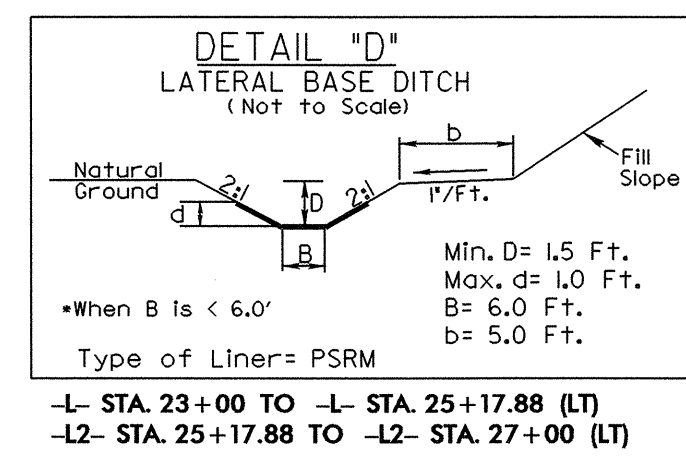 DETAIL "D"
LATERAL BASE DITCH
(Not to Scale)
b
Natural
Ground
2:1
D
2:1
1"/Ft.
Fill
Slope
d
B
Min. D= 1.5 Ft.
Max. d= 1.0 Ft.
*When B is < 6.0'
B= 6.0 Ft.
b= 5.0 Ft.
Type of Liner= PSRM
-L- STA. 23+00 TO -L- STA. 25+17.88 (LT)
-L2- STA. 25+17.88 TO -L2- STA. 27+00 (LT)